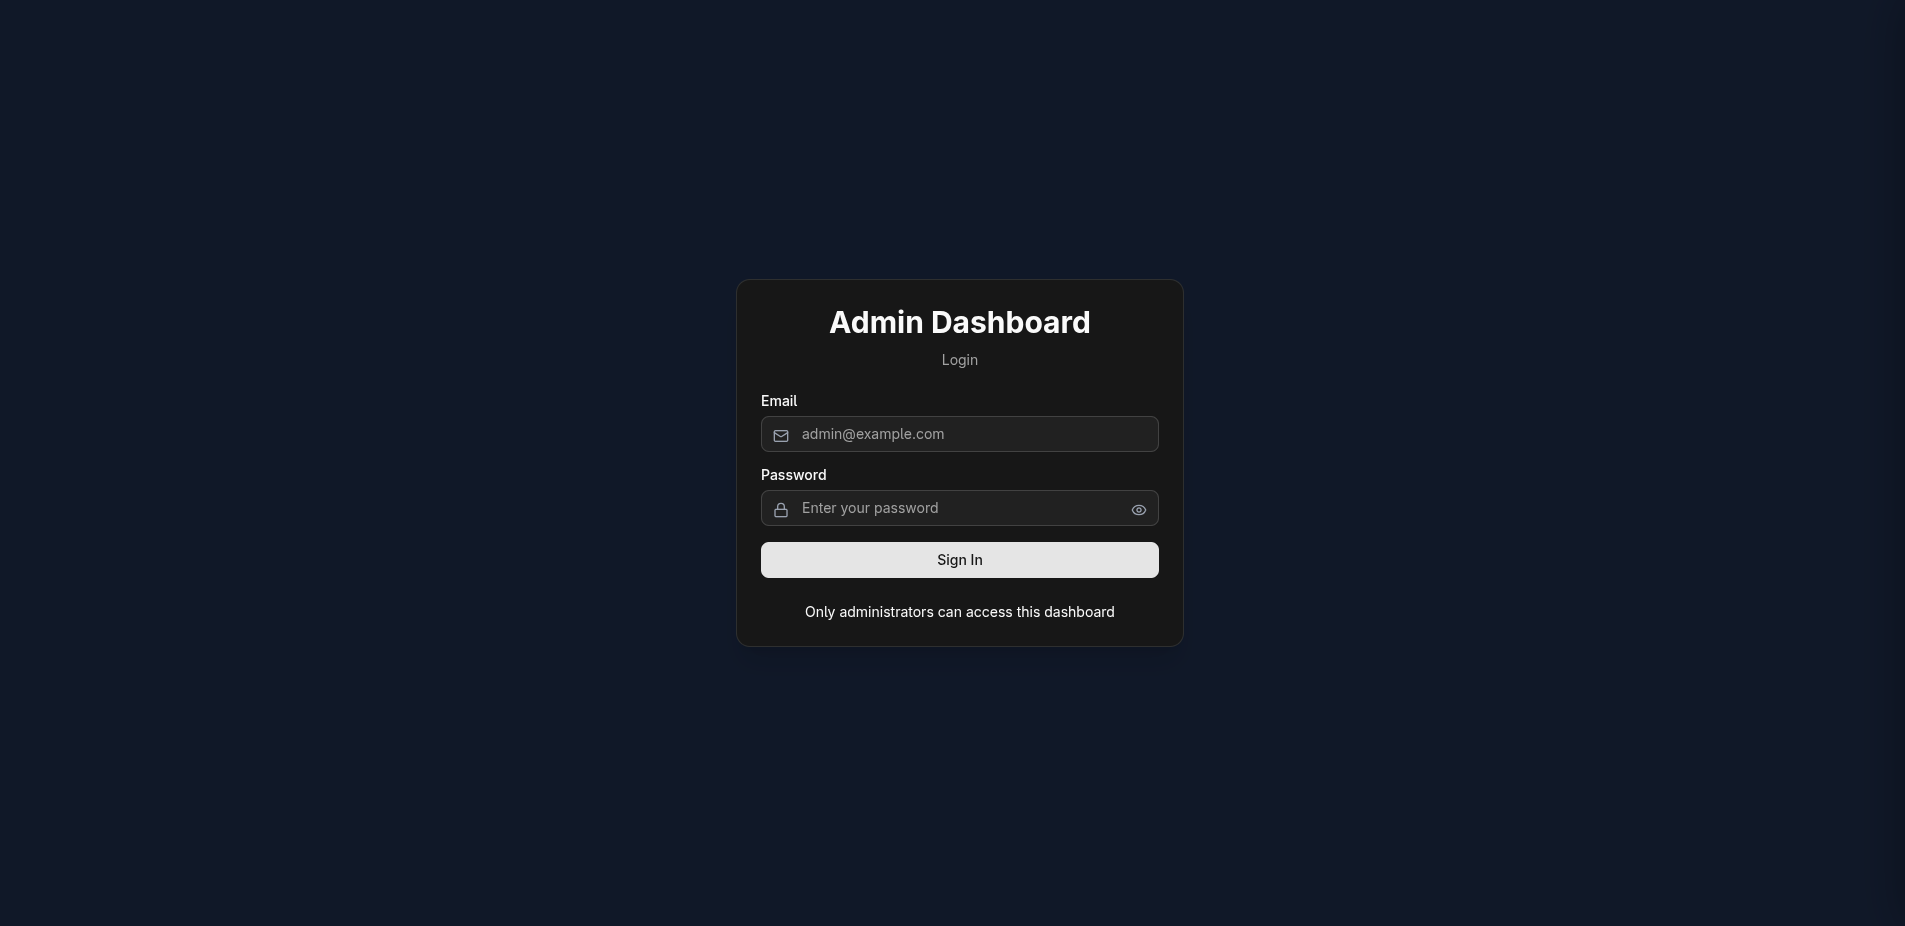 Admin Dashboard
Login
Email
admin@example.com
Password
Enter your password
Sign In
Only administrators can access this dashboard